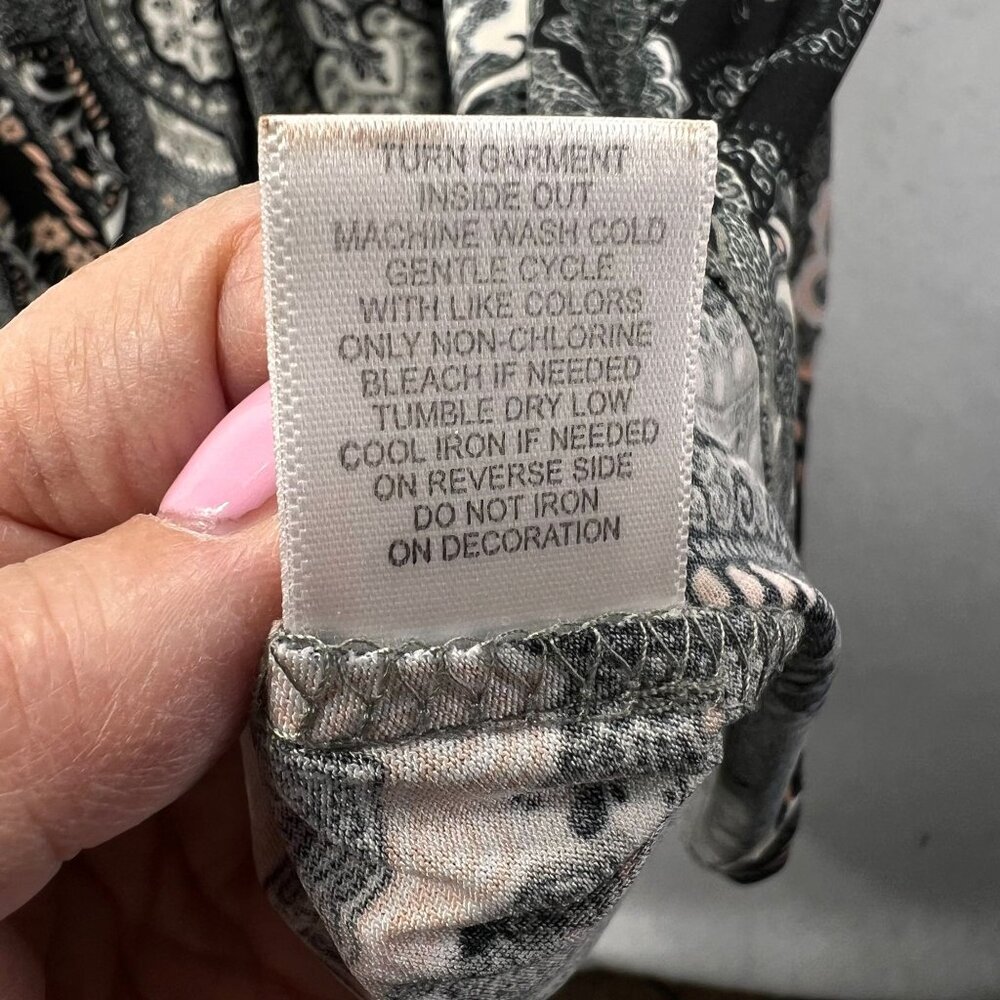 TURN GARMENT
INSIDE OUT
MACHINE WASH COLD
GENTLE CYCLE
WITH LIKE COLORS
ONLY NON-CHLORINE
BLEACH IF NEEDED
TUMBLE DRY LOW
COOL IRON IF NEEDED
ON REVERSE SIDE
DO NOT IRON
ON DECORATION